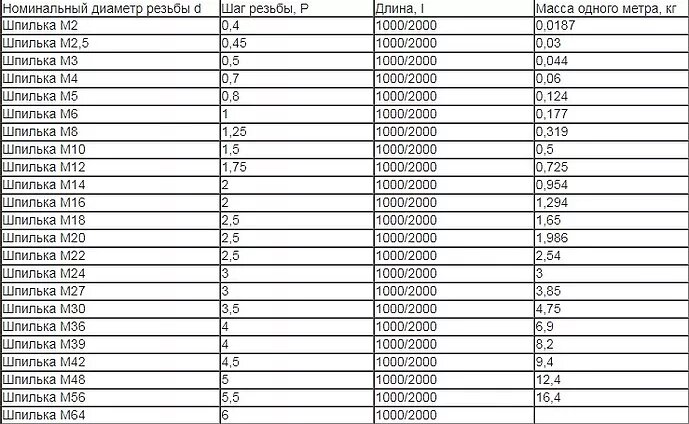 Номинальный диаметр резьбы d Шаг резьбы, P Длина, l Масса одного метра, кг
Шпилька М2 0,4 1000/2000 0,0187
Шпилька М2,5 0,45 1000/2000 0,03
Шпилька М3 0,5 1000/2000 0,044
Шпилька М4 0,7 1000/2000 0,06
Шпилька М5 0,8 1000/2000 0,124
Шпилька М6 1 1000/2000 0,177
Шпилька М8 1,25 1000/2000 0,319
Шпилька М10 1,5 1000/2000 0,5
Шпилька М12 1,75 1000/2000 0,725
Шпилька М14 2 1000/2000 0,954
Шпилька М16 2 1000/2000 1,294
Шпилька М18 2,5 1000/2000 1,65
Шпилька М20 2,5 1000/2000 1,986
Шпилька М22 2,5 1000/2000 2,54
Шпилька М24 3 1000/2000 3
Шпилька М27 3 1000/2000 3,85
Шпилька М30 3,5 1000/2000 4,75
Шпилька М36 4 1000/2000 6,9
Шпилька М39 4 1000/2000 8,2
Шпилька М42 4,5 1000/2000 9,4
Шпилька М48 5 1000/2000 12,4
Шпилька М56 5,5 1000/2000 16,4
Шпилька М64 6 1000/2000